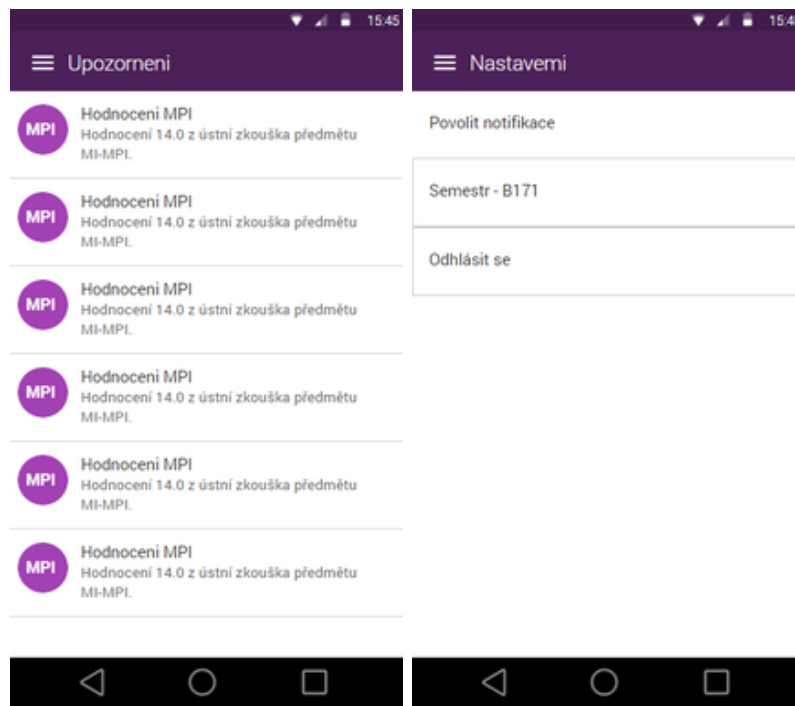 15:45
Upozorneni
MPI
Hodnoceni MPI
Hodnocení 14.0 z ústní zkouška předmětu
MI-MPI.
MPI
Hodnoceni MPI
Hodnocení 14.0 z ústní zkouška předmětu
MI-MPI.
MPI
Hodnoceni MPI
Hodnocení 14.0 z ústní zkouška předmětu
MI-MPI.
MPI
Hodnoceni MPI
Hodnocení 14.0 z ústní zkouška předmětu
MI-MPI.
MPI
Hodnoceni MPI
Hodnocení 14.0 z ústní zkouška předmětu
MI-MPI.
MPI
Hodnoceni MPI
Hodnocení 14.0 z ústní zkouška předmětu
MI-MPI.
15:4
Nastavemi
Povolit notifikace
Semestr - B171
Odhlásit se